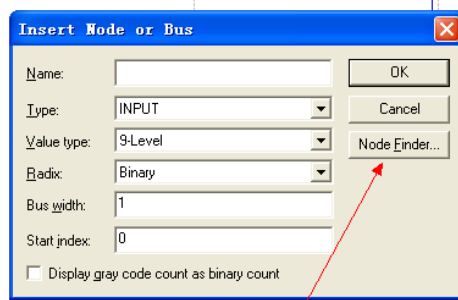 Insert Node or Bus
Name:
OK
Type:
INPUT
Cancel
Value type:
9-Level
Node Finder...
Radix:
Binary
Bus width:
1
Start index:
0
Display gray code count as binary count